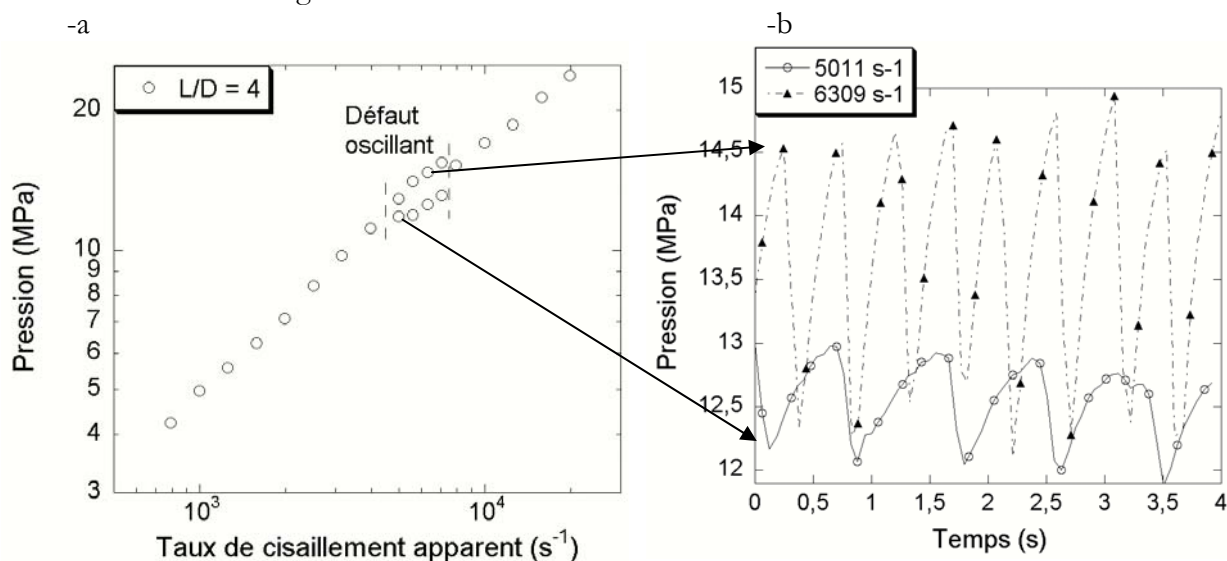 -a
-b
L/D = 4
Défaut
oscillant
Pression (MPa)
20
10
9
8
7
6
5
4
3
10³
10⁴
Taux de cisaillement apparent (s⁻¹)
5011 s-1
6309 s-1
Pression (MPa)
15
14,5
14
13,5
13
12,5
12
0
0,5
1
1,5
2
2,5
3
3,5
4
Temps (s)